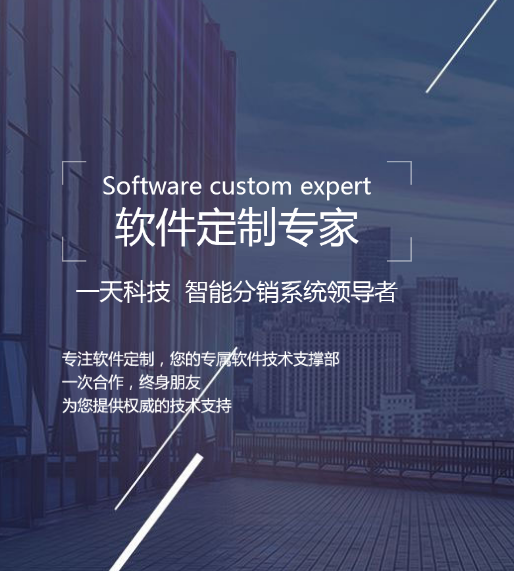 Software custom expert
软件定制专家
一天科技 智能分销系统领导者
专注软件定制，您的专属软件技术支撑部
一次合作，终身朋友
为您提供权威的技术支持